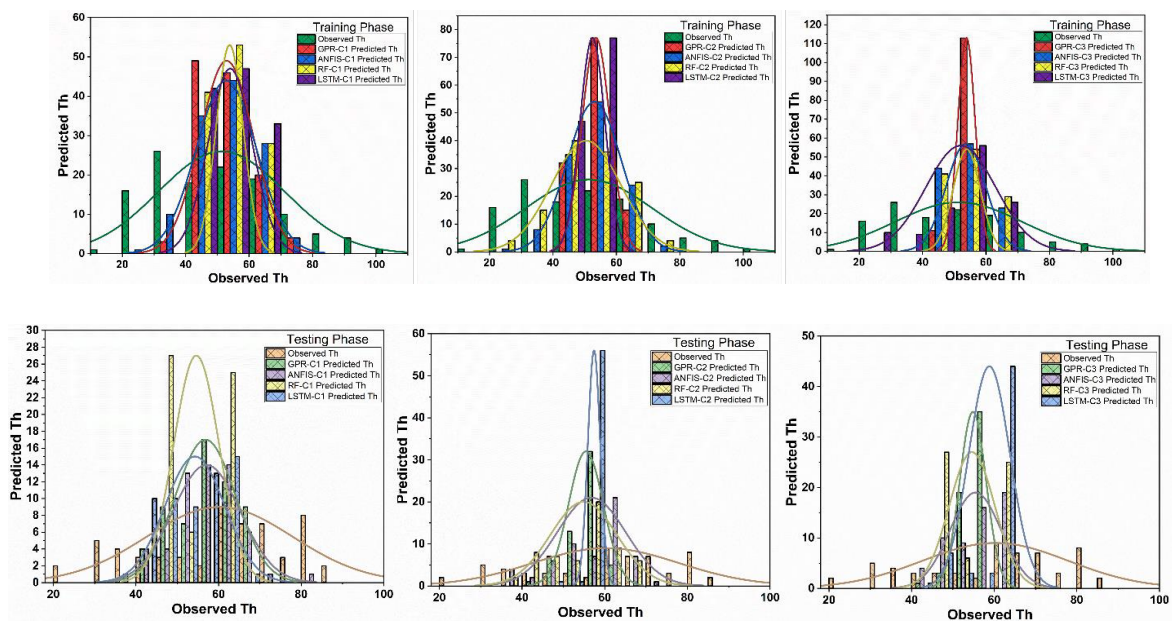 Training Phase
Observed Th
GPR-C1 Predicted Th
ANFIS-C1 Predicted Th
RF-C1 Predicted Th
LSTM-C1 Predicted Th
60
50
40
30
20
10
0
Predicted Th
20 40 60 80 100
Observed Th
Training Phase
Observed Th
GPR-C2 Predicted Th
ANFIS-C2 Predicted Th
RF-C2 Predicted Th
LSTM-C2 Predicted Th
80
60
40
20
0
Predicted Th
20 40 60 80 100
Observed Th
Training Phase
Observed Th
GPR-C3 Predicted Th
ANFIS-C3 Predicted Th
RF-C3 Predicted Th
LSTM-C3 Predicted Th
120
110
100
90
80
70
60
50
40
30
20
10
0
Predicted Th
20 40 60 80 100
Observed Th
Testing Phase
Observed Th
GPR-C1 Predicted Th
ANFIS-C1 Predicted Th
RF-C1 Predicted Th
LSTM-C1 Predicted Th
30
28
26
24
22
20
18
16
14
12
10
8
6
4
2
0
Predicted Th
20 40 60 80 100
Observed Th
Testing Phase
Observed Th
GPR-C2 Predicted Th
ANFIS-C2 Predicted Th
RF-C2 Predicted Th
LSTM-C2 Predicted Th
60
40
20
0
Predicted Th
20 40 60 80 100
Observed Th
Testing Phase
Observed Th
GPR-C3 Predicted Th
ANFIS-C3 Predicted Th
RF-C3 Predicted Th
LSTM-C3 Predicted Th
50
40
30
20
10
0
Predicted Th
20 40 60 80 100
Observed Th